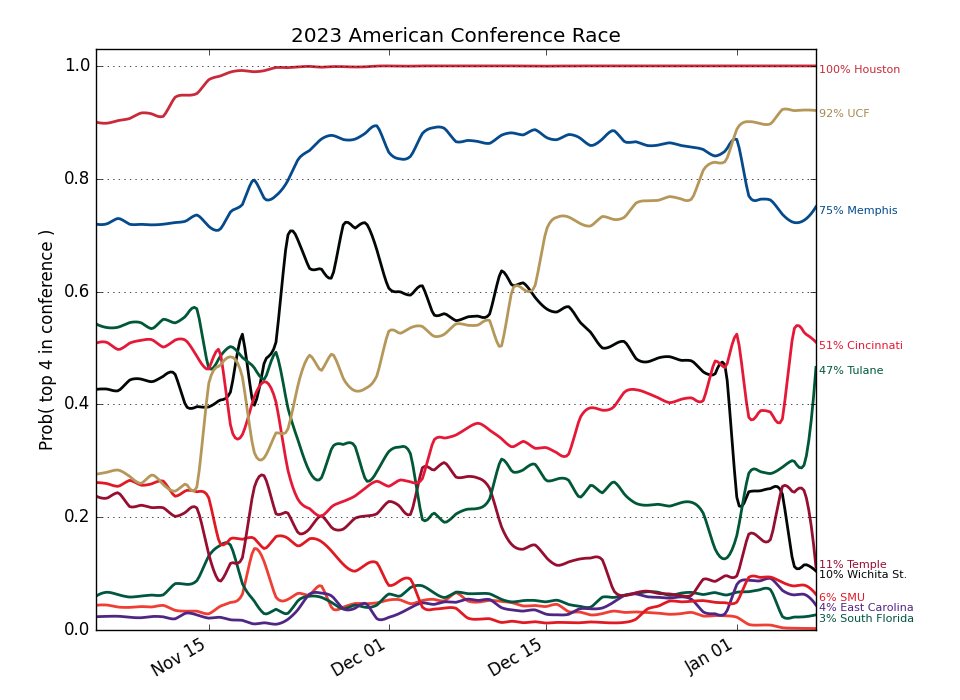 2023 American Conference Race
Prob( top 4 in conference )
1.0
0.8
0.6
0.4
0.2
0.0
Nov 15
Dec 01
Dec 15
Jan 01
100% Houston
92% UCF
75% Memphis
51% Cincinnati
47% Tulane
11% Temple
10% Wichita St.
6% SMU
4% East Carolina
3% South Florida